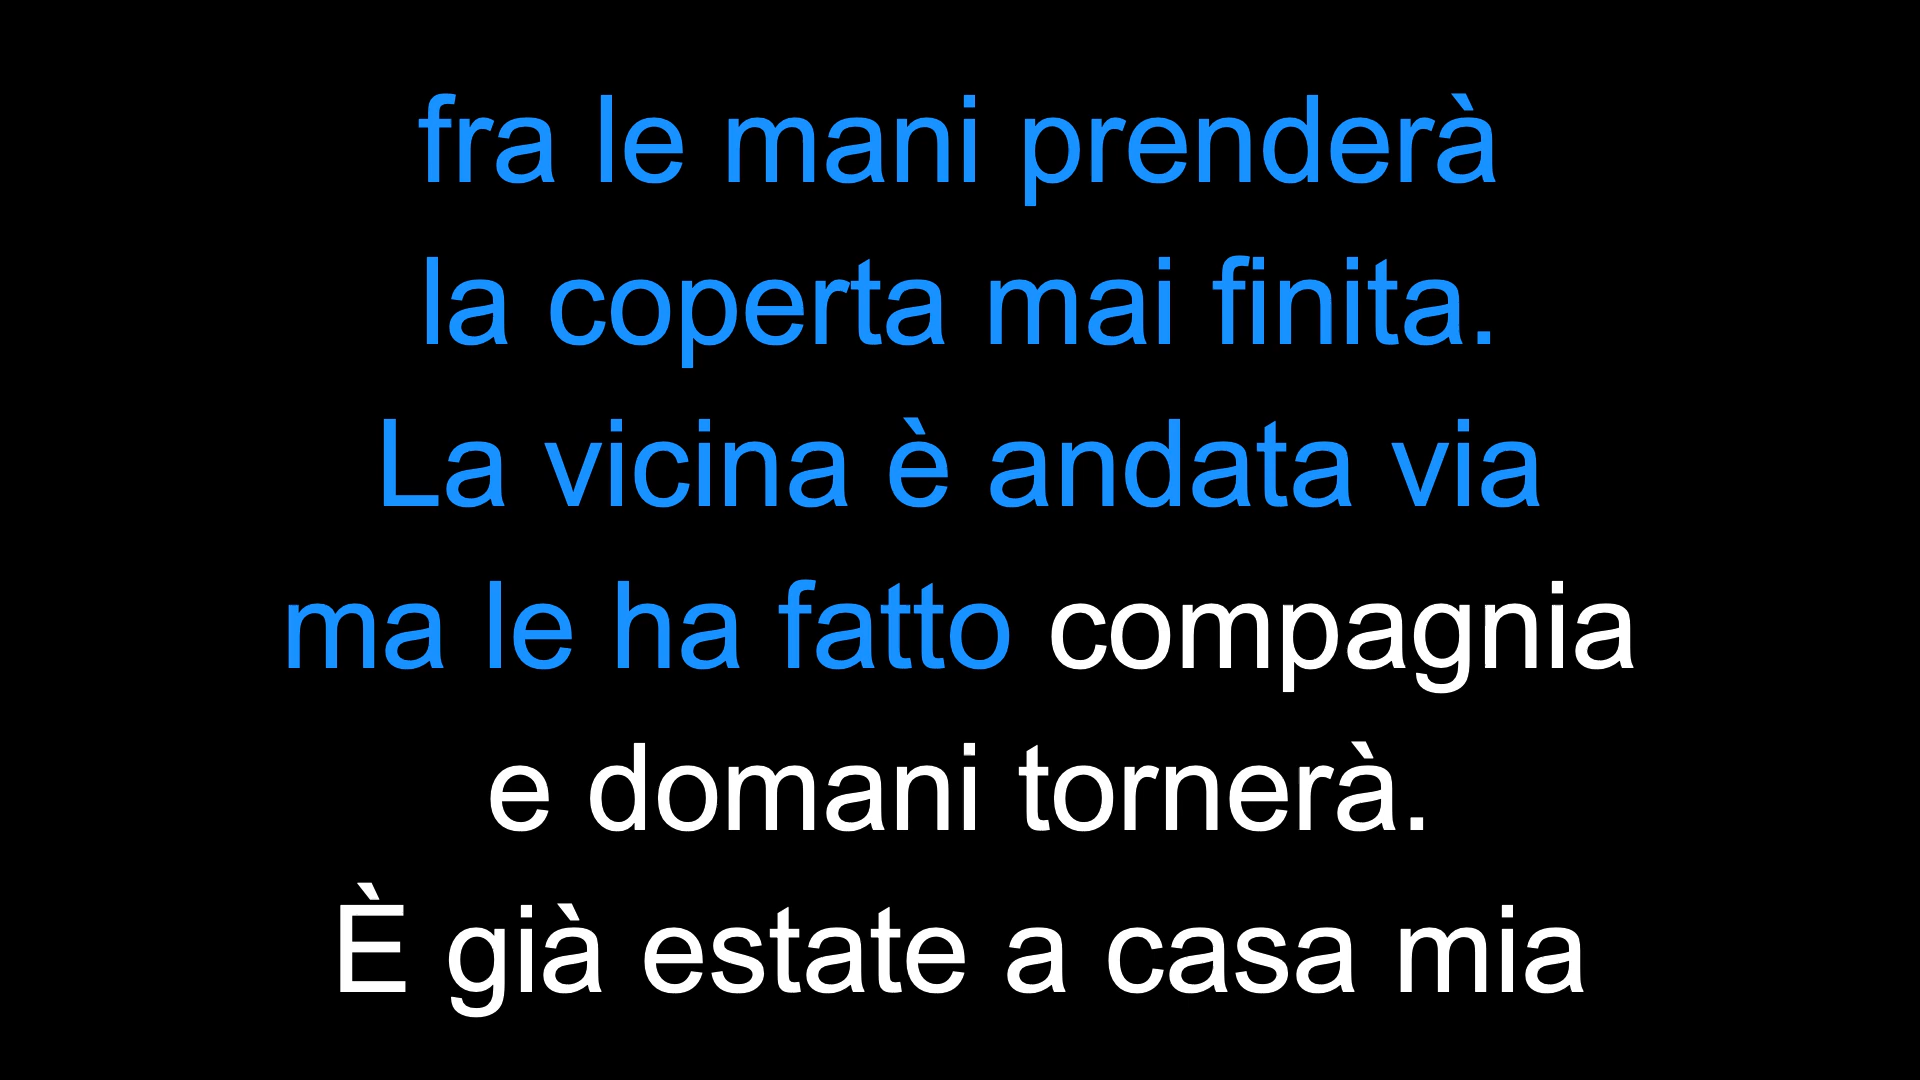 fra le mani prenderà
la coperta mai finita.
La vicina è andata via
ma le ha fatto compagnia
e domani tornerà.
È già estate a casa mia